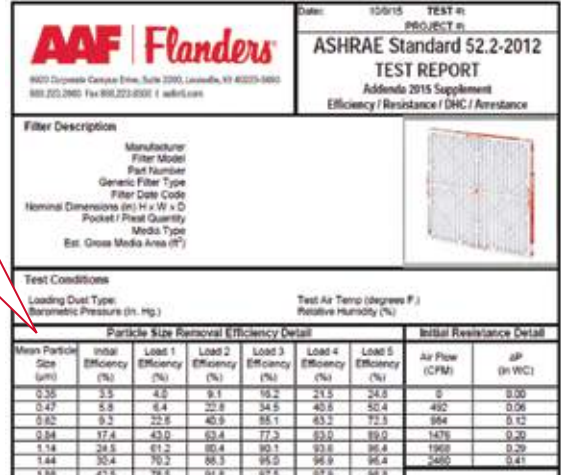 Date: 10/9/15 TEST #:
PROJECT #:
AAF | Flanders
ASHRAE Standard 52.2-2012
TEST REPORT
Addenda 2015 Supplement
Efficiency / Resistance / DHC / Arrestance
Filter Description
Manufacturer
Filter Model
Part Number
Generic Filter Type
Filter Date Code
Nominal Dimensions (in) H x W x D
Pocket / Pleat Quantity
Media Type
Est. Gross Media Area (ft²)
Test Conditions
Loading Dust Type: Test Air Temp (degrees F.)
Barometric Pressure (in. Hg.) Relative Humidity (%)
Particle Size Removal Efficiency Detail Initial Resistance Detail
Mean Particle Size (um) Initial Efficiency (%) Load 1 Efficiency (%) Load 2 Efficiency (%) Load 3 Efficiency (%) Load 4 Efficiency (%) Load 5 Efficiency (%) Air Flow (CFM) ΔP (in WC)
0.35 3.5 4.0 9.1 16.2 21.5 24.8 0 0.00
0.47 5.8 6.4 22.8 34.5 40.6 50.4 492 0.06
0.62 9.2 22.5 40.9 55.1 63.2 72.3 984 0.12
0.84 17.4 43.0 63.4 77.3 83.0 89.0 1476 0.20
1.14 24.5 61.2 80.4 90.1 93.6 96.4 1968 0.29
1.44 30.4 70.2 86.3 95.0 96.9 98.4 2460 0.41